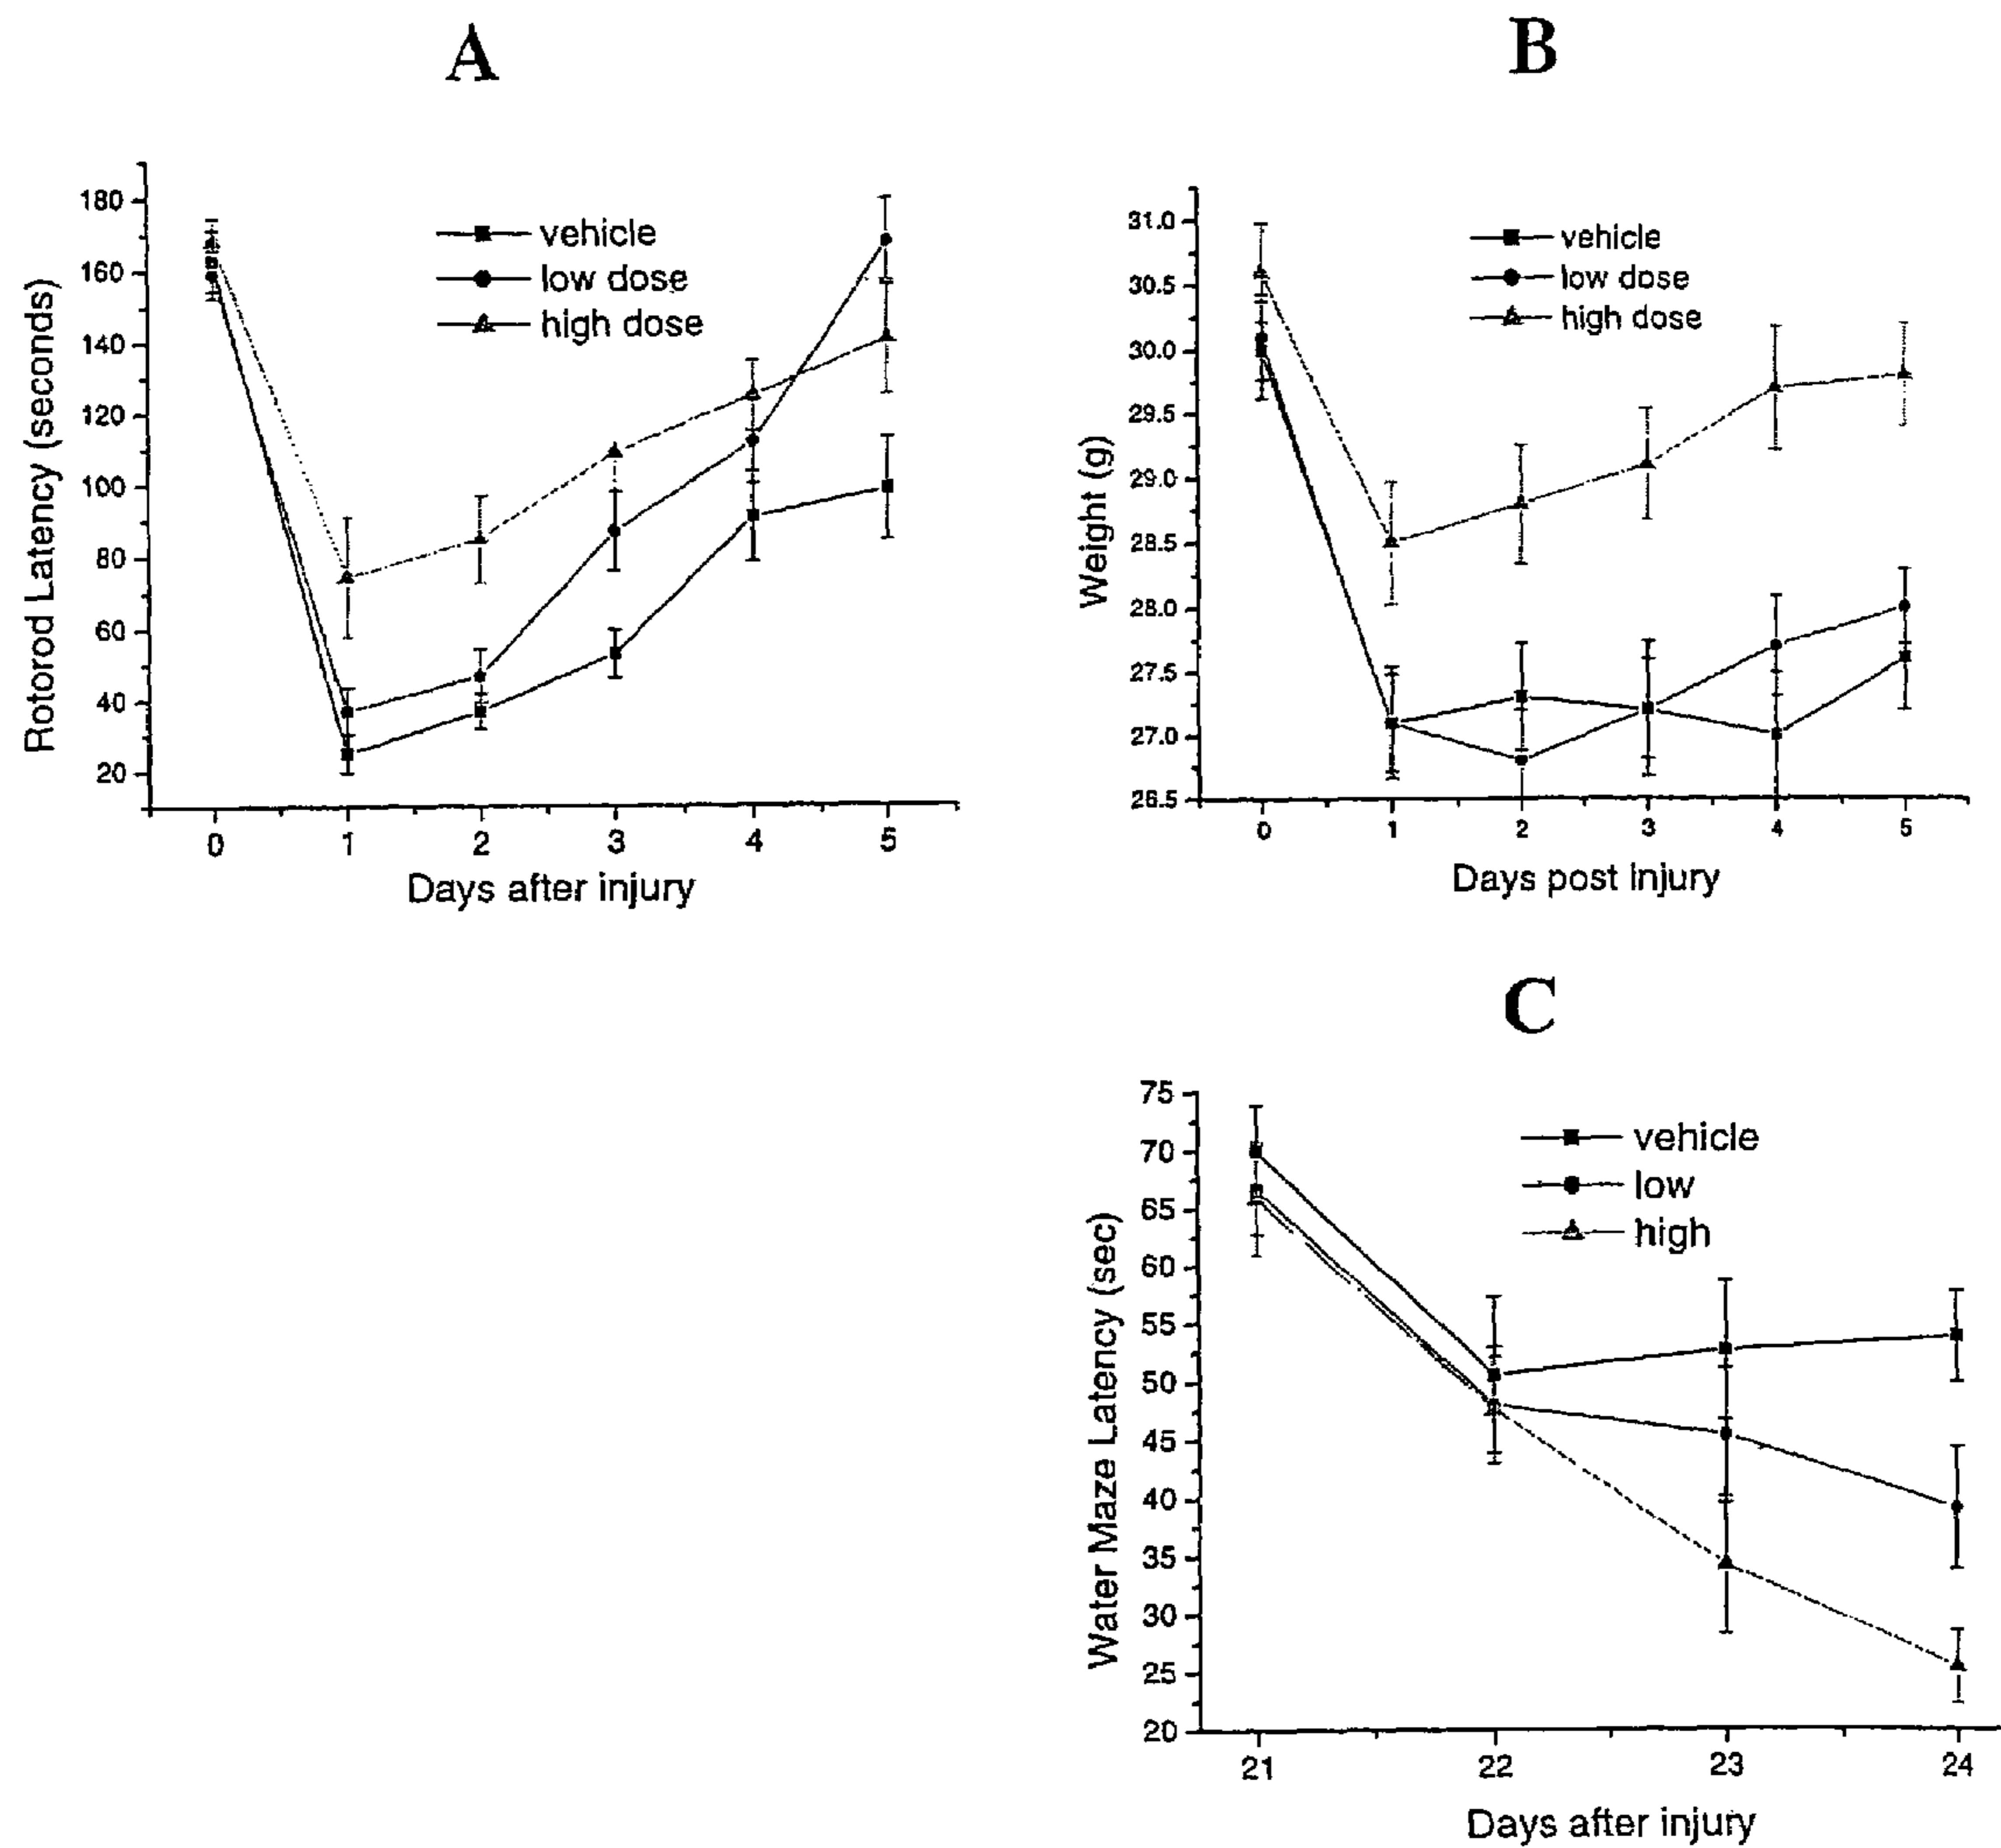 A
180
160
140
120
100
80
60
40
20
Rotorod Latency (seconds)
vehicle
low dose
high dose
0 1 2 3 4 5
Days after injury
B
31.0
30.5
30.0
29.5
29.0
28.5
28.0
27.5
27.0
26.5
Weight (g)
vehicle
low dose
high dose
0 1 2 3 4 5
Days post injury
C
75
70
65
60
55
50
45
40
35
30
25
20
Water Maze Latency (sec)
vehicle
low
high
21 22 23 24
Days after injury